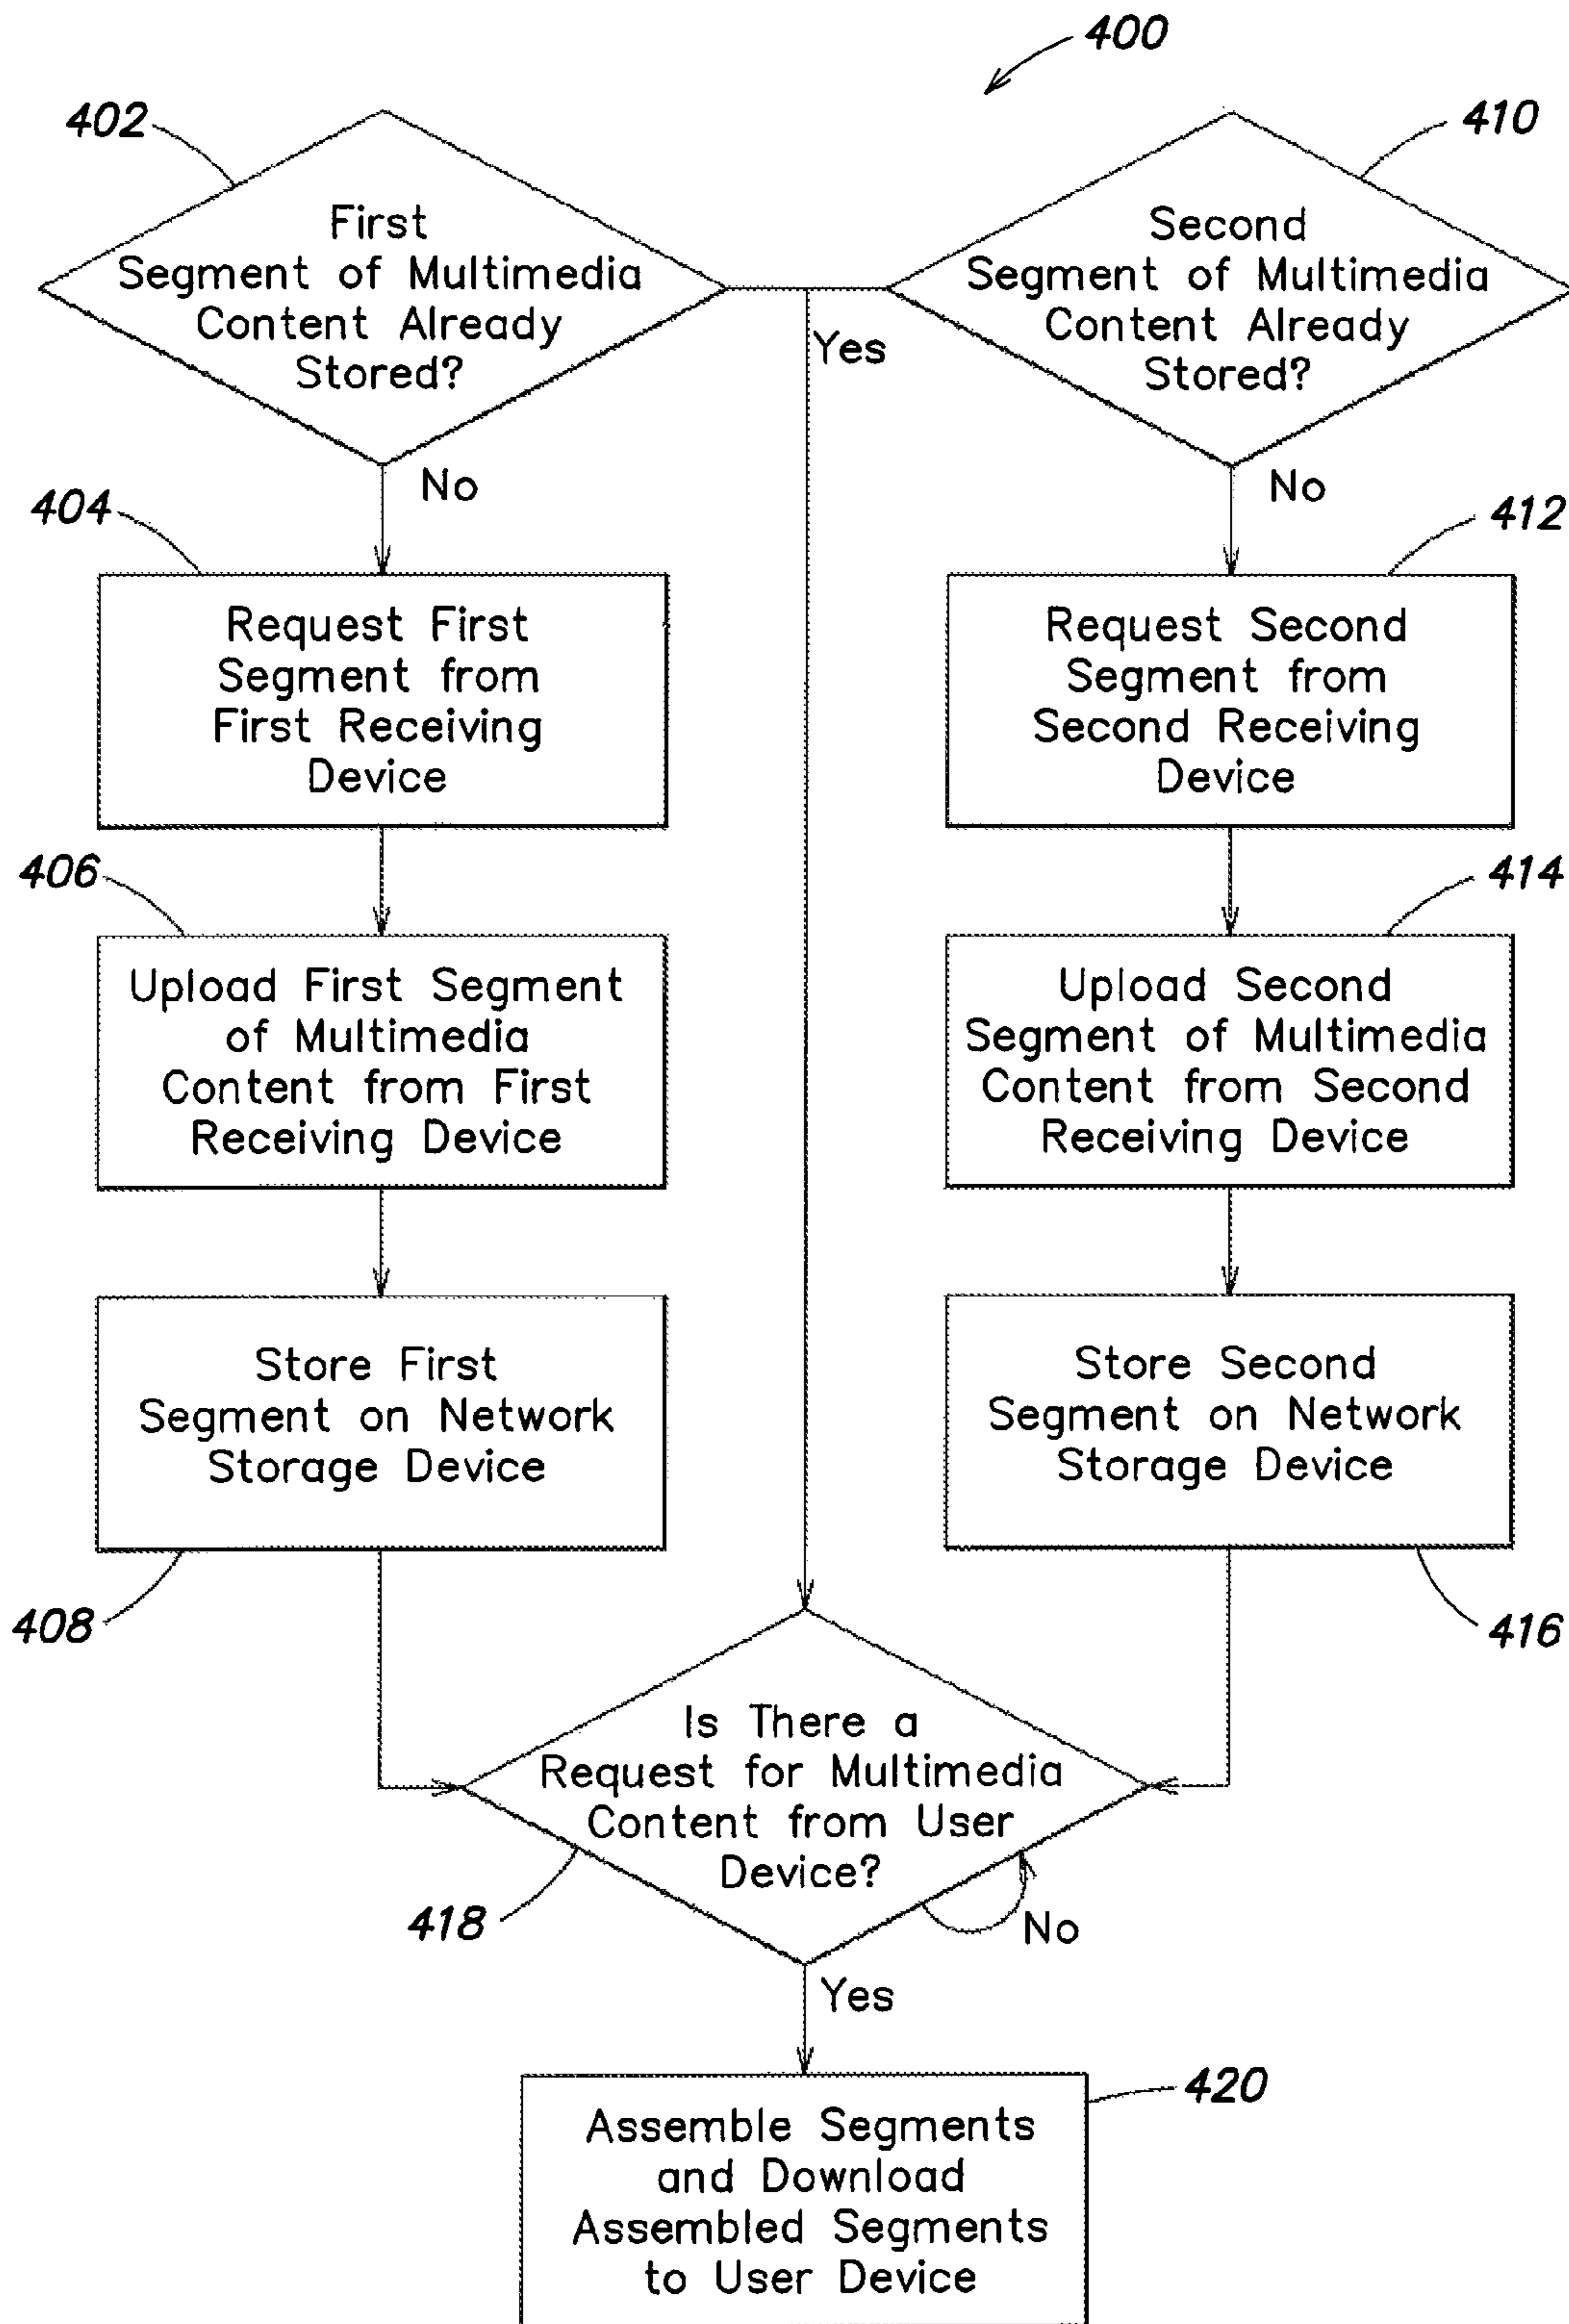 400
402
410
First
Segment of Multimedia
Content Already
Stored?
Second
Segment of Multimedia
Content Already
Stored?
Yes
No
No
404
412
Request First
Segment from
First Receiving
Device
Request Second
Segment from
Second Receiving
Device
406
414
Upload First Segment
of Multimedia
Content from First
Receiving Device
Upload Second
Segment of Multimedia
Content from Second
Receiving Device
Store First
Segment on Network
Storage Device
Store Second
Segment on Network
Storage Device
408
416
Is There a
Request for Multimedia
Content from User
Device?
418
No
Yes
420
Assemble Segments
and Download
Assembled Segments
to User Device